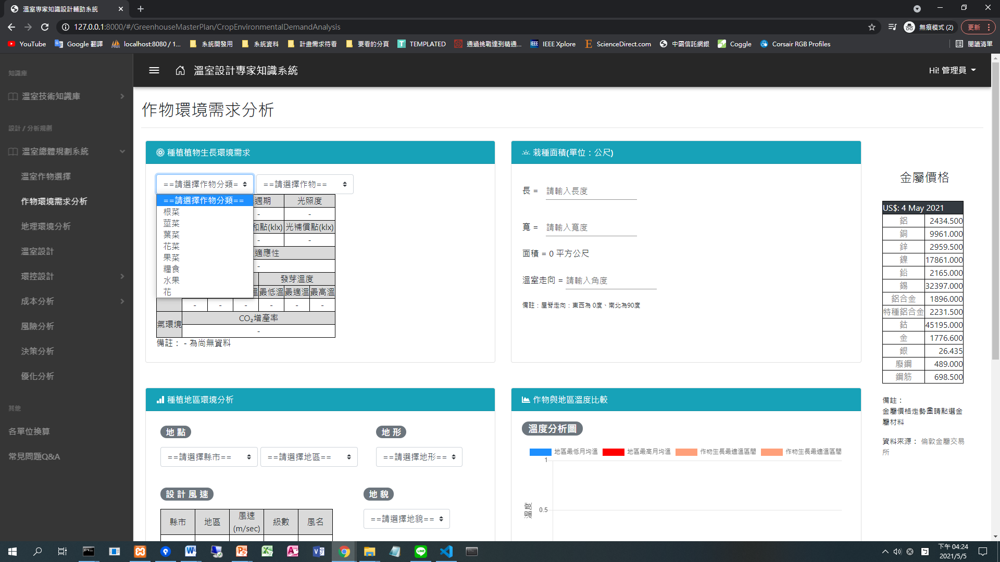 溫室專家知識設計輔助系統
127.0.0.1:8000/#/GreenhouseMasterPlan/CropEnvironmentalDemandAnalysis
無痕模式 (2)
更新
YouTube
Google 翻譯
localhost:8080 / 1...
系統開發用
系統資料
計畫需求待看
要看的分頁
TEMPLATED
通過挑戰達到精通...
IEEE Xplore
ScienceDirect.com
中國信託網銀
Coggle
Corsair RGB Profiles
閱讀清單
知識庫
溫室技術知識庫
設計 / 分析規劃
溫室總體規劃系統
溫室作物選擇
作物環境需求分析
地理環境分析
溫室設計
環控設計
成本分析
風險分析
決策分析
優化分析
其他
各單位換算
常見問題Q&A
溫室設計專家知識系統
Hi! 管理員
作物環境需求分析
種植植物生長環境需求
==請選擇作物分類=
==請選擇作物==
==請選擇作物分類==
根菜
莖菜
葉菜
花菜
果菜
糧食
水果
花
週期 光照度
- -
和點(klx) 光補償點(klx)
- -
適應性
-
發芽溫度
溫 最低溫 最適溫 最高溫
- - - - - -
氣環境 CO₂增產率
-
備註： - 為尚無資料
栽種面積(單位：公尺)
長 = 請輸入長度
寬 = 請輸入寬度
面積 = 0 平方公尺
溫室走向 = 請輸入角度
備註：屋脊走向：東西為 0度、南北為90度
金屬價格
US$: 4 May 2021
鋁 2434.500
銅 9961.000
鋅 2959.500
鎳 17861.000
鉛 2165.000
錫 32397.000
鋁合金 1896.000
特種鋁合金 2231.500
鈷 45195.000
金 1776.600
銀 26.435
廢鋼 489.000
鋼筋 698.500
備註：
金屬價格走勢圖請點選金
屬材料
資料來源： 倫敦金屬交易
所
種植地區環境分析
地 點
==請選擇縣市==
==請選擇地區==
地 形
==請選擇地形==
設 計 風 速
縣市 地區 風速 (m/sec) 級數 風名
地 貌
==請選擇地貌==
作物與地區溫度比較
溫度分析圖
地區最低月均溫
地區最高月均溫
作物生長最適溫區間
作物生長最適溫區間
1
0.5
溫度
下午 04:24
2021/5/5